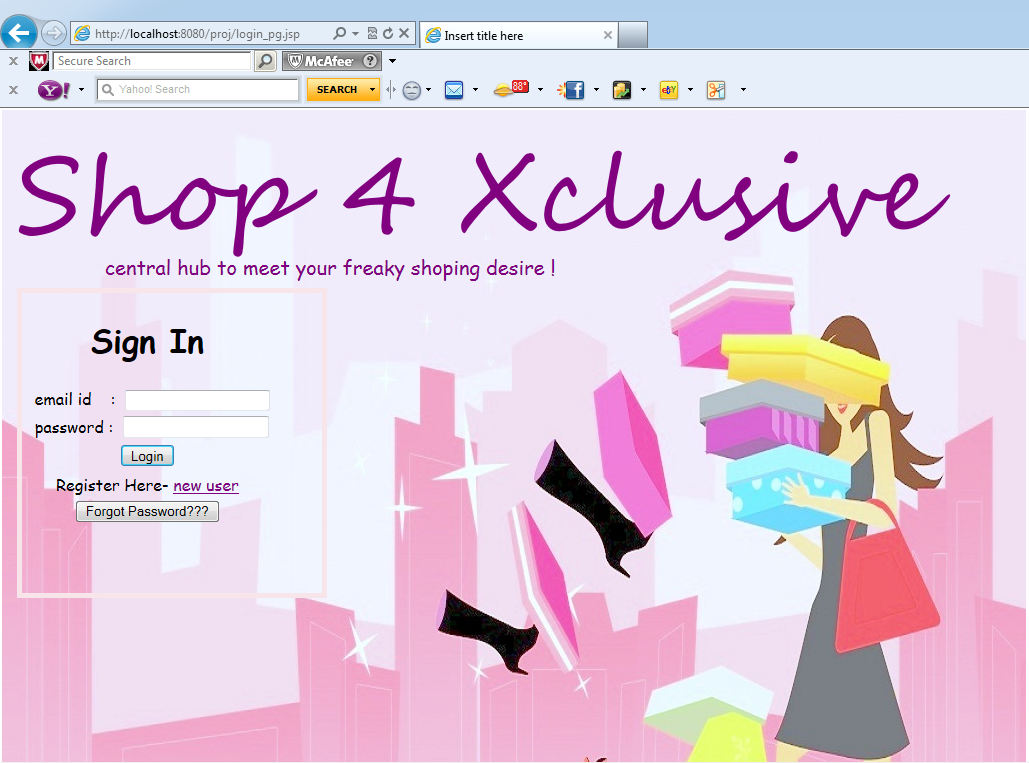 http://localhost:8080/proj/login_pg.jsp
Insert title here
Secure Search
McAfee
Y!
Yahoo! Search
SEARCH
88°
f
ebY
Shop 4 Xclusive
central hub to meet your freaky shoping desire !
Sign In
email id :
password :
Login
Register Here- new user
Forgot Password???